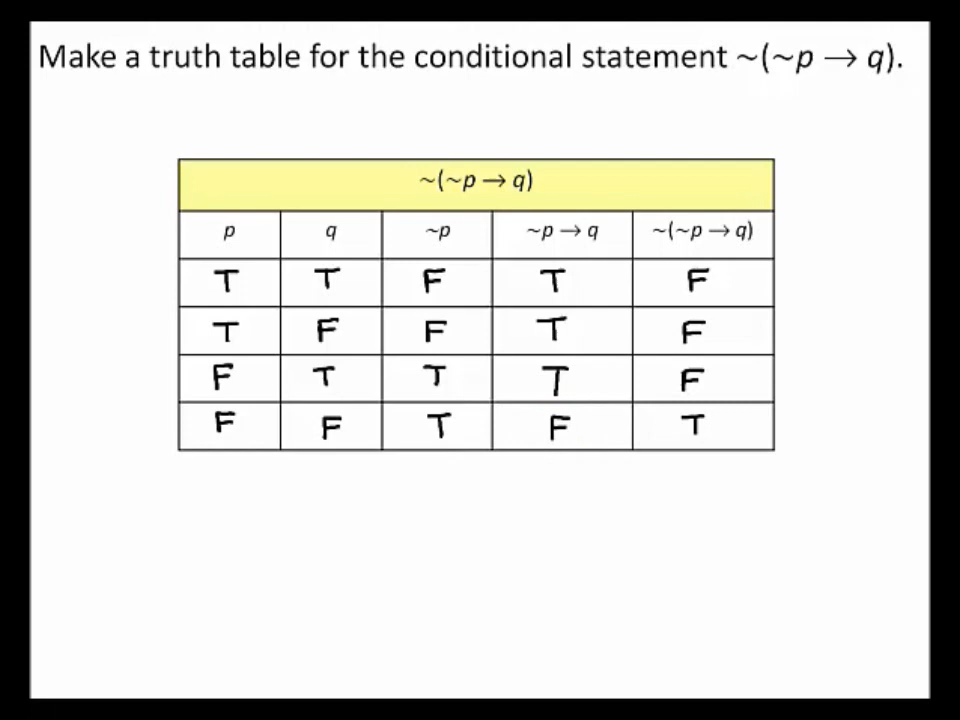 Make a truth table for the conditional statement ~(~p → q).
~(~p → q)
p q ~p ~p → q ~(~p → q)
T T F T F
T F F T F
F T T T F
F F T F T